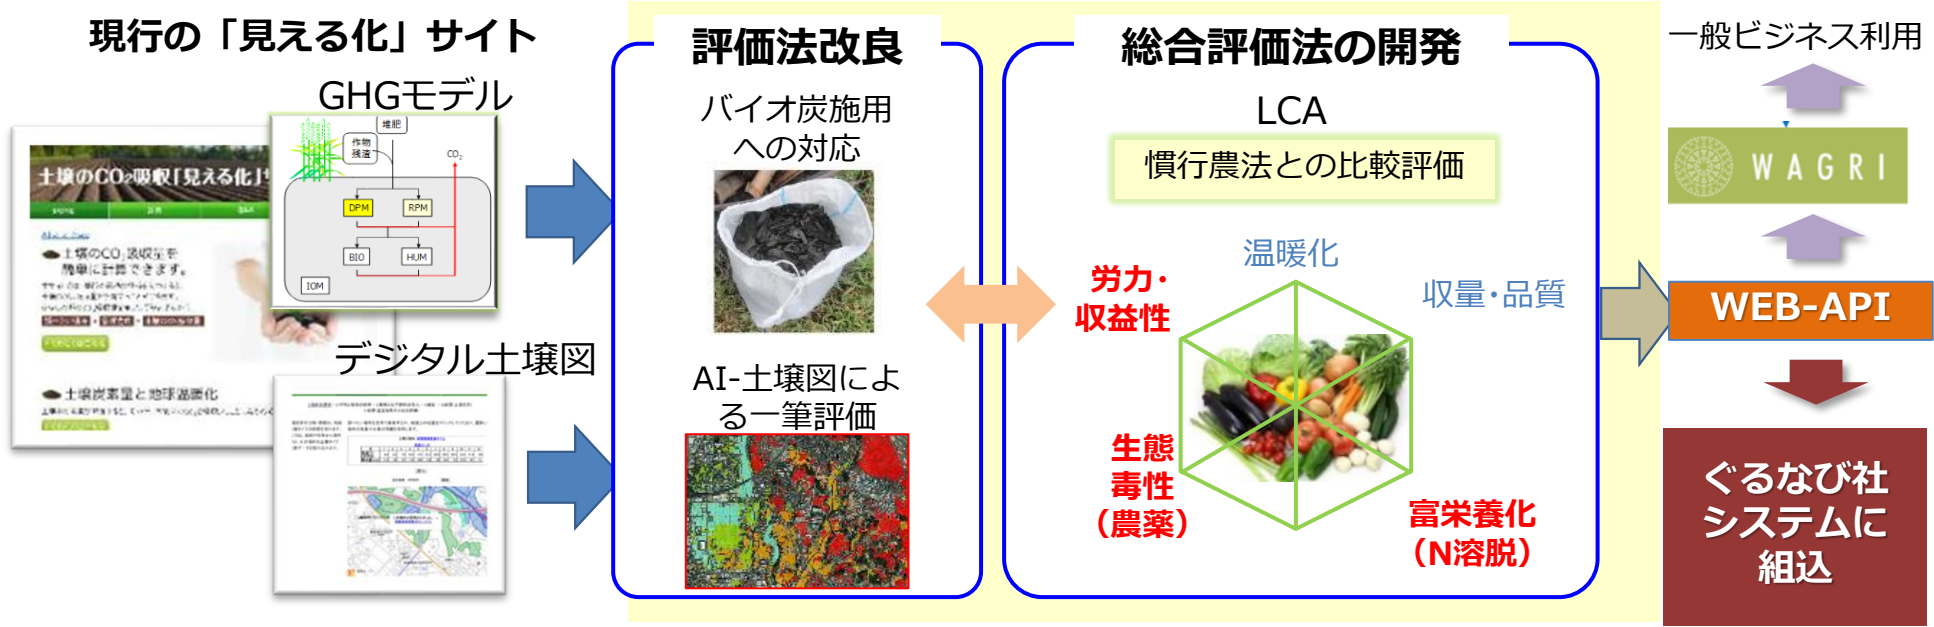 現行の「見える化」サイト
GHGモデル
堆肥
作物
残渣
CO2
DPM
RPM
BIO
HUM
IOM
土壌のCO2吸収「見える化」サ
土壌のCO2吸収量を
簡単に計算できます。
土壌炭素量と地球温暖化
デジタル土壌図
評価法改良
バイオ炭施用
への対応
AI-土壌図によ
る一筆評価
総合評価法の開発
LCA
慣行農法との比較評価
温暖化
労力・
収益性
収量・品質
生態
毒性
（農薬）
富栄養化
（N溶脱）
一般ビジネス利用
WAGRI
WEB-API
ぐるなび社
システムに
組込